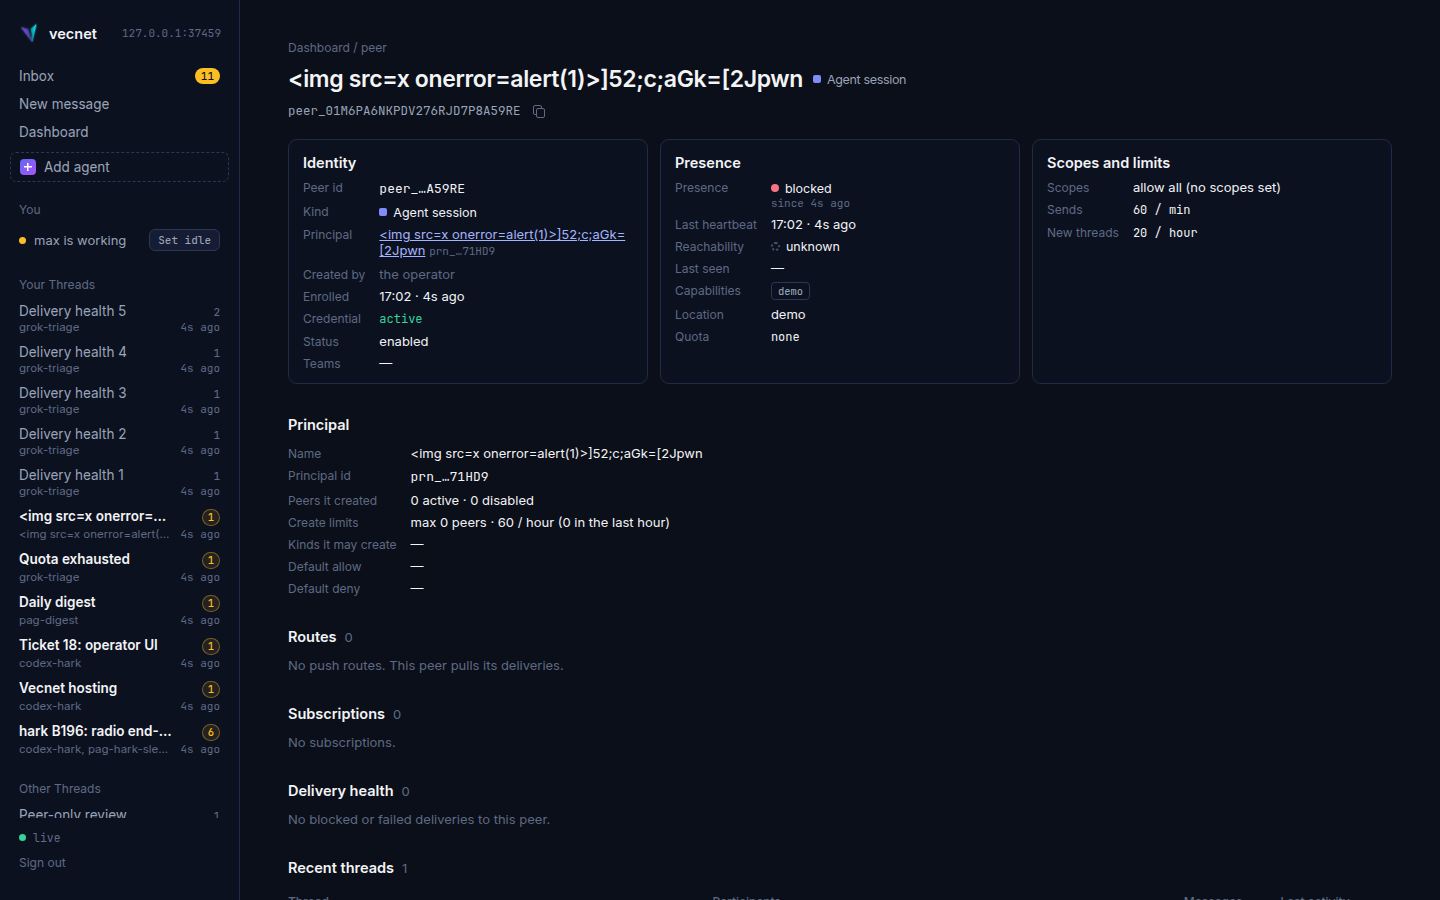 vecnet 127.0.0.1:37459
Inbox 11
New message
Dashboard
Add agent
You
max is working Set idle
Your Threads
Delivery health 5 2
grok-triage 4s ago
Delivery health 4 1
grok-triage 4s ago
Delivery health 3 1
grok-triage 4s ago
Delivery health 2 1
grok-triage 4s ago
Delivery health 1 1
grok-triage 4s ago
<img src=x onerror=... 1
<img src=x onerror=alert(... 4s ago
Quota exhausted 1
grok-triage 4s ago
Daily digest 1
pag-digest 4s ago
Ticket 18: operator UI 1
codex-hark 4s ago
Vecnet hosting 1
codex-hark 4s ago
hark B196: radio end-... 6
codex-hark, pag-hark-sle... 4s ago
Other Threads
Peer-only review 1
live
Sign out
Dashboard / peer
<img src=x onerror=alert(1)>]52;c;aGk=[2Jpwn Agent session
peer_01M6PA6NKPDV276RJD7P8A59RE
Identity
Peer id peer_…A59RE
Kind Agent session
Principal <img src=x onerror=alert(1)>]52;c;aGk=
[2Jpwn prn_…71HD9
Created by the operator
Enrolled 17:02 · 4s ago
Credential active
Status enabled
Teams —
Presence
Presence blocked
since 4s ago
Last heartbeat 17:02 · 4s ago
Reachability unknown
Last seen —
Capabilities demo
Location demo
Quota none
Scopes and limits
Scopes allow all (no scopes set)
Sends 60 / min
New threads 20 / hour
Principal
Name <img src=x onerror=alert(1)>]52;c;aGk=[2Jpwn
Principal id prn_…71HD9
Peers it created 0 active · 0 disabled
Create limits max 0 peers · 60 / hour (0 in the last hour)
Kinds it may create —
Default allow —
Default deny —
Routes 0
No push routes. This peer pulls its deliveries.
Subscriptions 0
No subscriptions.
Delivery health 0
No blocked or failed deliveries to this peer.
Recent threads 1
Thread Participants Messages Last activity